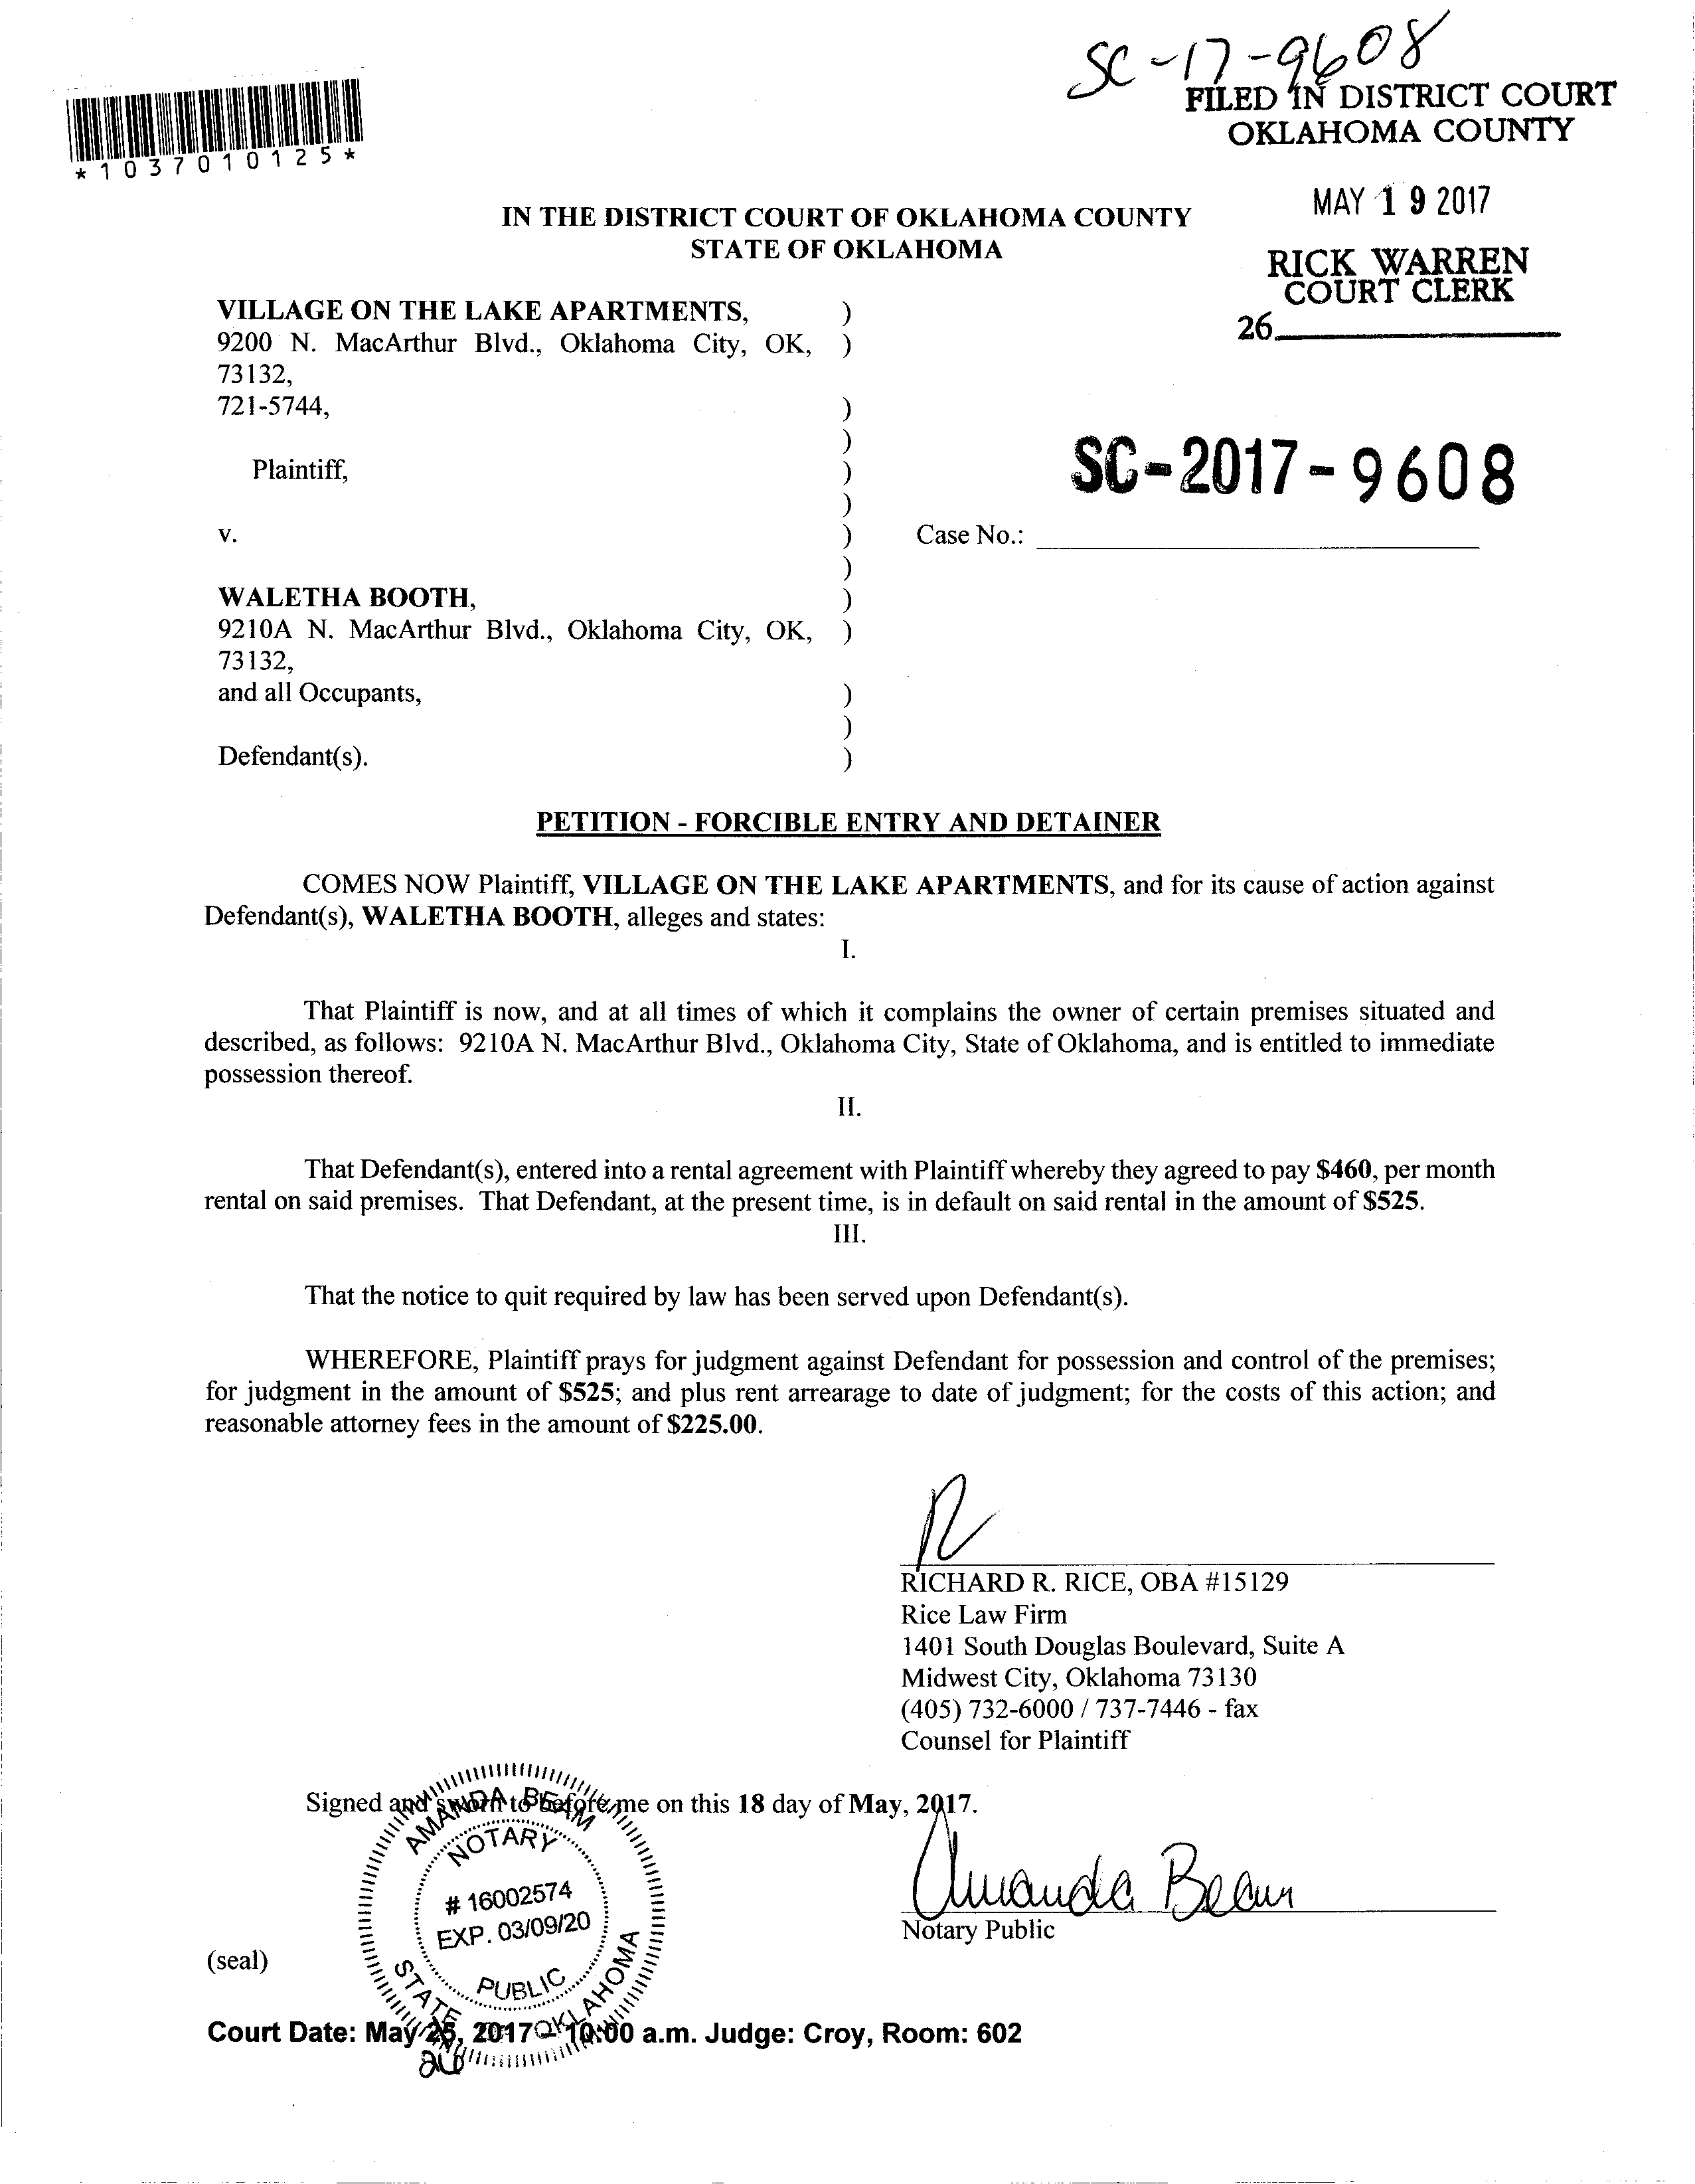 SC-17-9608
FILED IN DISTRICT COURT
OKLAHOMA COUNTY
*1037010125*
MAY 19 2017
IN THE DISTRICT COURT OF OKLAHOMA COUNTY
STATE OF OKLAHOMA
RICK WARREN
COURT CLERK
26
VILLAGE ON THE LAKE APARTMENTS, )
9200 N. MacArthur Blvd., Oklahoma City, OK, )
73132,
721-5744, )
)
Plaintiff, )
SC-2017-9608
)
v. ) Case No.:
)
WALETHA BOOTH, )
9210A N. MacArthur Blvd., Oklahoma City, OK, )
73132,
and all Occupants, )
)
Defendant(s). )
PETITION - FORCIBLE ENTRY AND DETAINER
COMES NOW Plaintiff, VILLAGE ON THE LAKE APARTMENTS, and for its cause of action against
Defendant(s), WALETHA BOOTH, alleges and states:
I.
That Plaintiff is now, and at all times of which it complains the owner of certain premises situated and
described, as follows: 9210A N. MacArthur Blvd., Oklahoma City, State of Oklahoma, and is entitled to immediate
possession thereof.
II.
That Defendant(s), entered into a rental agreement with Plaintiff whereby they agreed to pay $460, per month
rental on said premises. That Defendant, at the present time, is in default on said rental in the amount of $525.
III.
That the notice to quit required by law has been served upon Defendant(s).
WHEREFORE, Plaintiff prays for judgment against Defendant for possession and control of the premises;
for judgment in the amount of $525; and plus rent arrearage to date of judgment; for the costs of this action; and
reasonable attorney fees in the amount of $225.00.
RICHARD R. RICE, OBA #15129
Rice Law Firm
1401 South Douglas Boulevard, Suite A
Midwest City, Oklahoma 73130
(405) 732-6000 / 737-7446 - fax
Counsel for Plaintiff
Signed and sworn to before me on this 18 day of May, 2017.
AMANDA BEAM
NOTARY
# 16002574
EXP. 03/09/20
PUBLIC
STATE OF OKLAHOMA
Amanda Beam
Notary Public
(seal)
Court Date: May 25, 2017 - 10:00 a.m. Judge: Croy, Room: 602
26